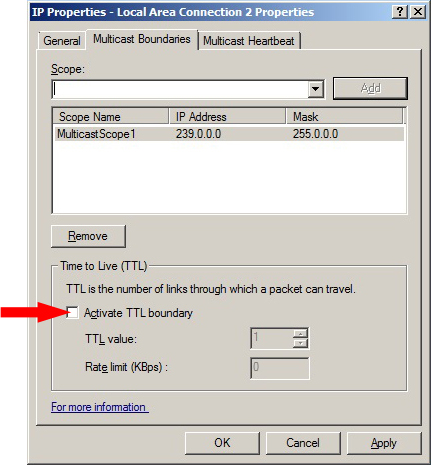 IP Properties - Local Area Connection 2 Properties
General Multicast Boundaries Multicast Heartbeat
Scope:
Add
Scope Name IP Address Mask
MulticastScope1 239.0.0.0 255.0.0.0
Remove
Time to Live (TTL)
TTL is the number of links through which a packet can travel.
Activate TTL boundary
TTL value: 1
Rate limit (KBps) : 0
For more information
OK Cancel Apply